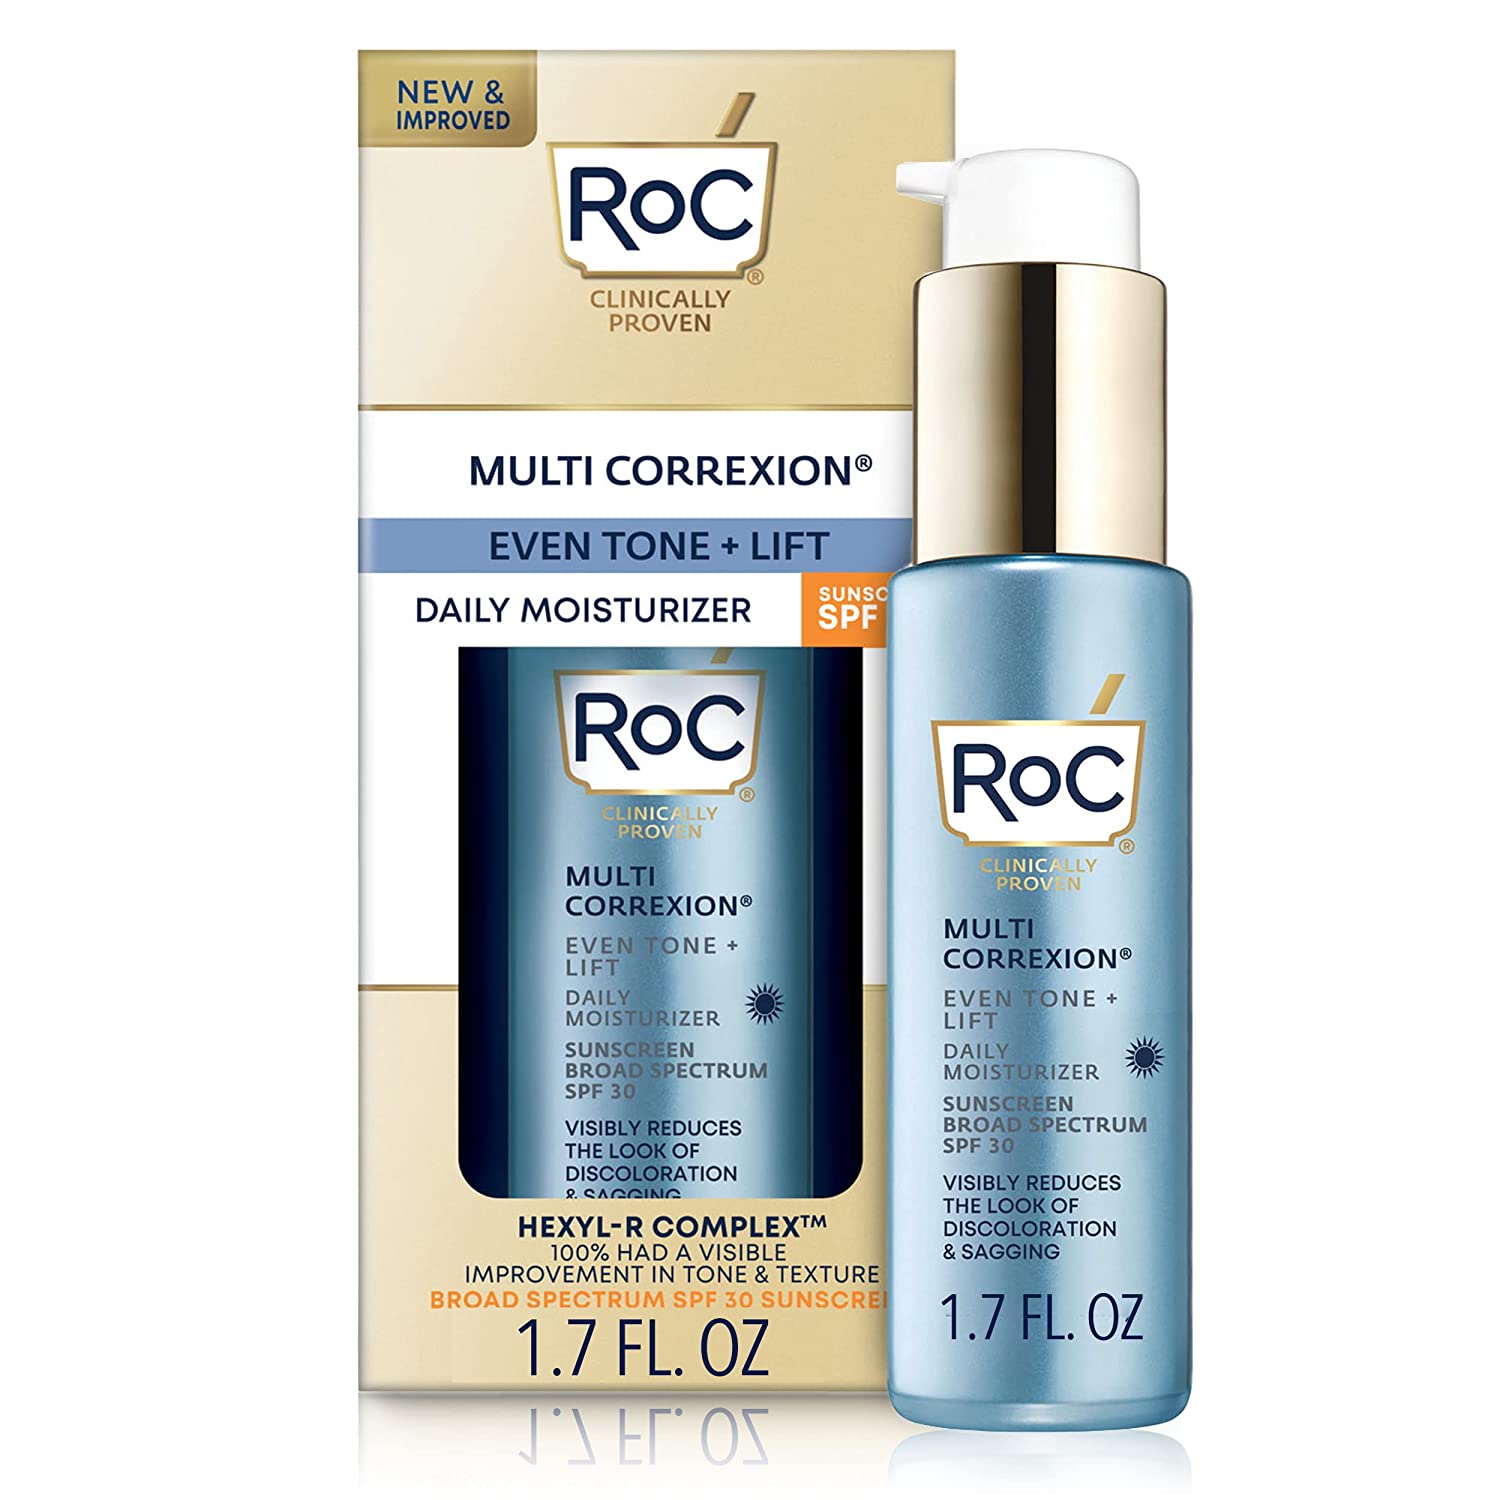 NEW &
IMPROVED
RoC®
CLINICALLY
PROVEN
MULTI CORREXION®
EVEN TONE + LIFT
DAILY MOISTURIZER
SPF
RoC®
CLINICALLY
PROVEN
MULTI
CORREXION®
EVEN TONE +
LIFT
DAILY
MOISTURIZER
SUNSCREEN
BROAD SPECTRUM
SPF 30
VISIBLY REDUCES
THE LOOK OF
DISCOLORATION
& SAGGING
HEXYL-R COMPLEX™
100% HAD A VISIBLE
IMPROVEMENT IN TONE & TEXTURE
BROAD SPECTRUM SPF 30
1.7 FL. OZ
RoC®
CLINICALLY
PROVEN
MULTI
CORREXION®
EVEN TONE +
LIFT
DAILY
MOISTURIZER
SUNSCREEN
BROAD SPECTRUM
SPF 30
VISIBLY REDUCES
THE LOOK OF
DISCOLORATION
& SAGGING
1.7 FL. OZ